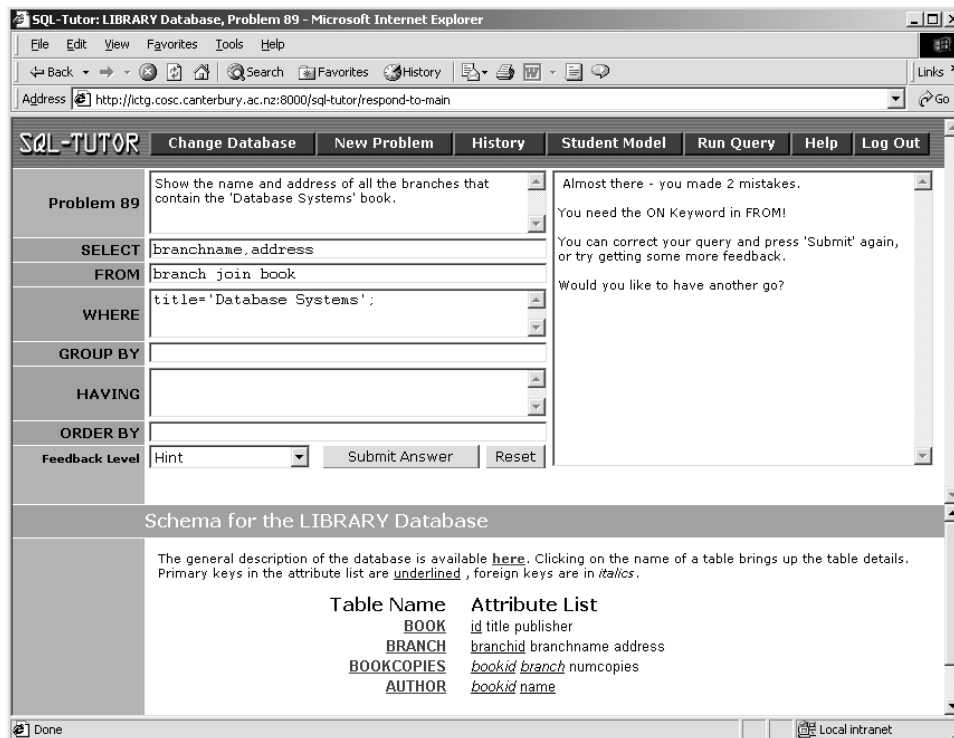 SQL-Tutor: LIBRARY Database, Problem 89 - Microsoft Internet Explorer
File Edit View Favorites Tools Help
Back Search Favorites History Links
Address http://ictg.cosc.canterbury.ac.nz:8000/sql-tutor/respond-to-main Go
SQL-TUTOR Change Database New Problem History Student Model Run Query Help Log Out
Problem 89
Show the name and address of all the branches that
contain the 'Database Systems' book.
SELECT branchname,address
FROM branch join book
WHERE title='Database Systems';
GROUP BY
HAVING
ORDER BY
Feedback Level Hint Submit Answer Reset
Almost there - you made 2 mistakes.
You need the ON Keyword in FROM!
You can correct your query and press 'Submit' again,
or try getting some more feedback.
Would you like to have another go?
Schema for the LIBRARY Database
The general description of the database is available here. Clicking on the name of a table brings up the table details.
Primary keys in the attribute list are underlined , foreign keys are in italics.
Table Name Attribute List
BOOK id title publisher
BRANCH branchid branchname address
BOOKCOPIES bookid branch numcopies
AUTHOR bookid name
Done Local intranet